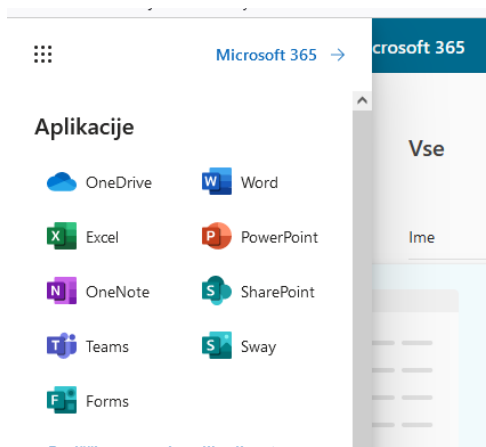 Microsoft 365 →
crosoft 365
Aplikacije
Vse
OneDrive
Word
Excel
PowerPoint
Ime
OneNote
SharePoint
Teams
Sway
Forms